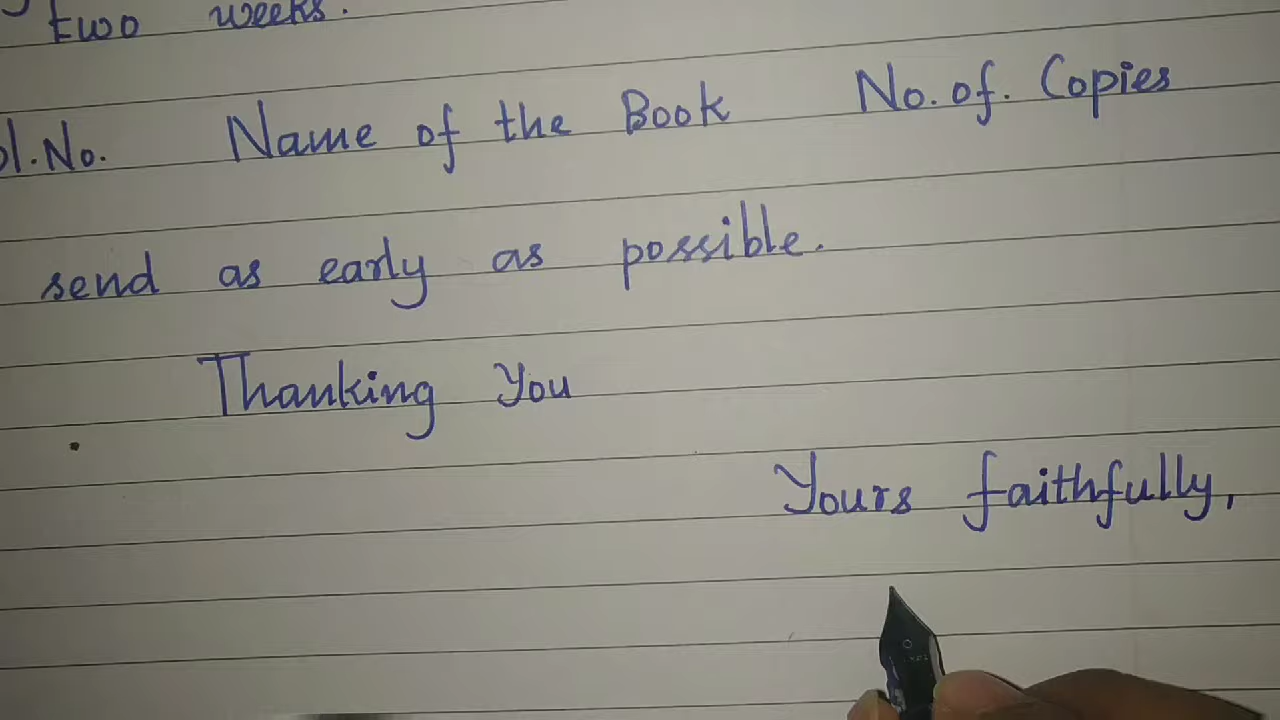 two weeks.
Sl.No. Name of the Book No.of. Copies
send as early as possible.
Thanking You
Yours faithfully,